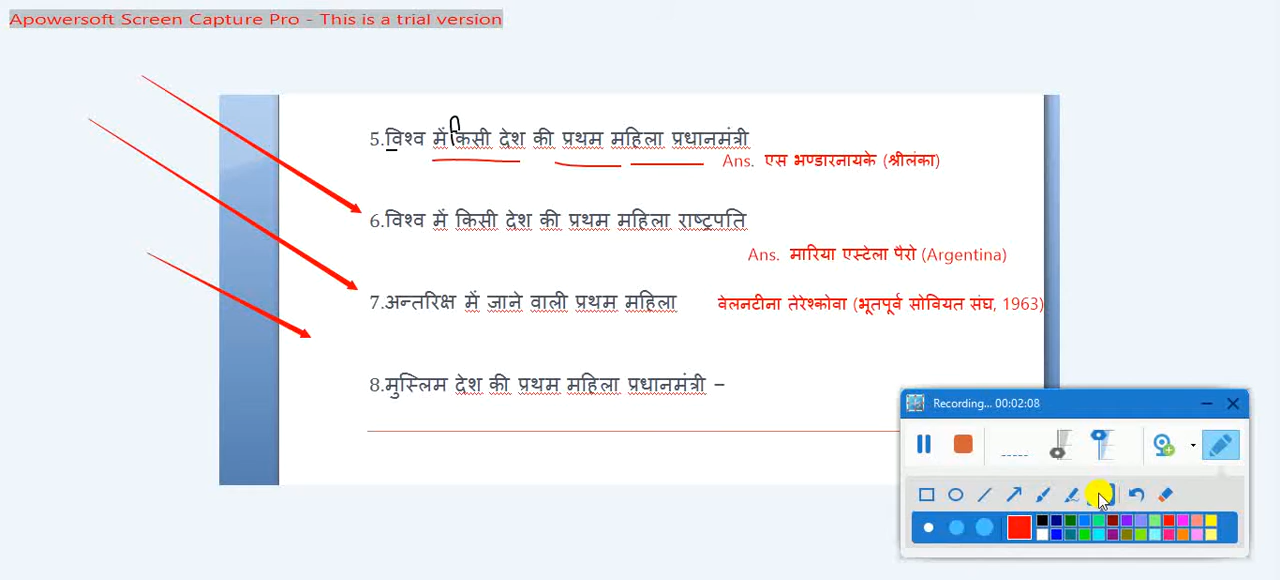 Apowersoft Screen Capture Pro - This is a trial version
5.विश्व में किसी देश की प्रथम महिला प्रधानमंत्री
Ans. एस भण्डारनायके (श्रीलंका)
6.विश्व में किसी देश की प्रथम महिला राष्ट्रपति
Ans. मारिया एस्टेला पैरो (Argentina)
7.अन्तरिक्ष में जाने वाली प्रथम महिला वेलनटीना तेरेश्कोवा (भूतपूर्व सोवियत संघ, 1963)
8.मुस्लिम देश की प्रथम महिला प्रधानमंत्री –
Recording... 00:02:08